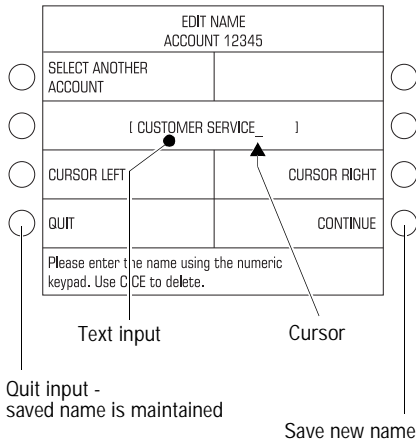 EDIT NAME
ACCOUNT 12345
SELECT ANOTHER
ACCOUNT
[ CUSTOMER SERVICE_ ]
CURSOR LEFT
CURSOR RIGHT
QUIT
CONTINUE
Please enter the name using the numeric
keypad. Use C/CE to delete.
Text input
Cursor
Quit input -
saved name is maintained
Save new name